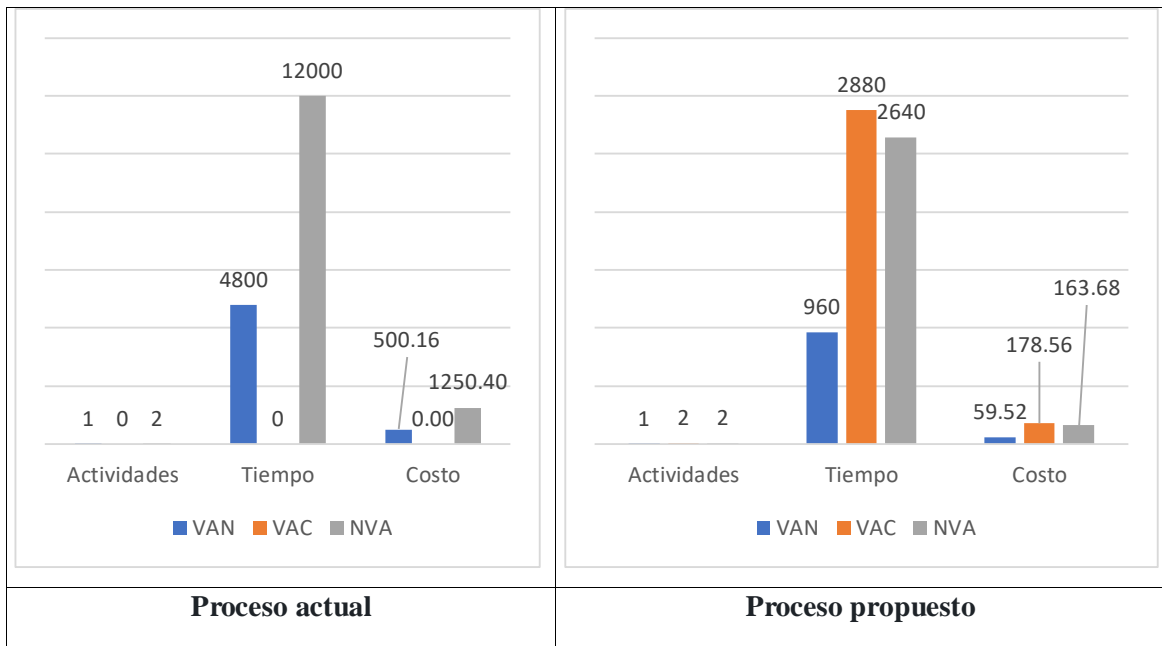 12000
4800
500.16
1250.40
1 0 2
0
0.00
Actividades Tiempo Costo
VAN VAC NVA
Proceso actual
2880
2640
960
163.68
178.56
59.52
1 2 2
Actividades Tiempo Costo
VAN VAC NVA
Proceso propuesto